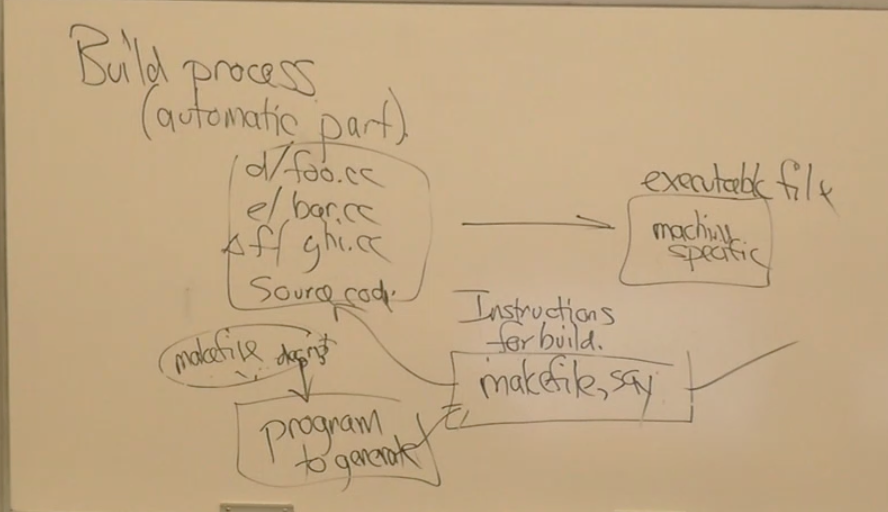 Build process
(automatic part)
d/foo.cc
e/bar.cc
f/ghi.cc
Source code
executable file
machine
specific
Instructions
for build.
makefile, say
makefile
program
to generate